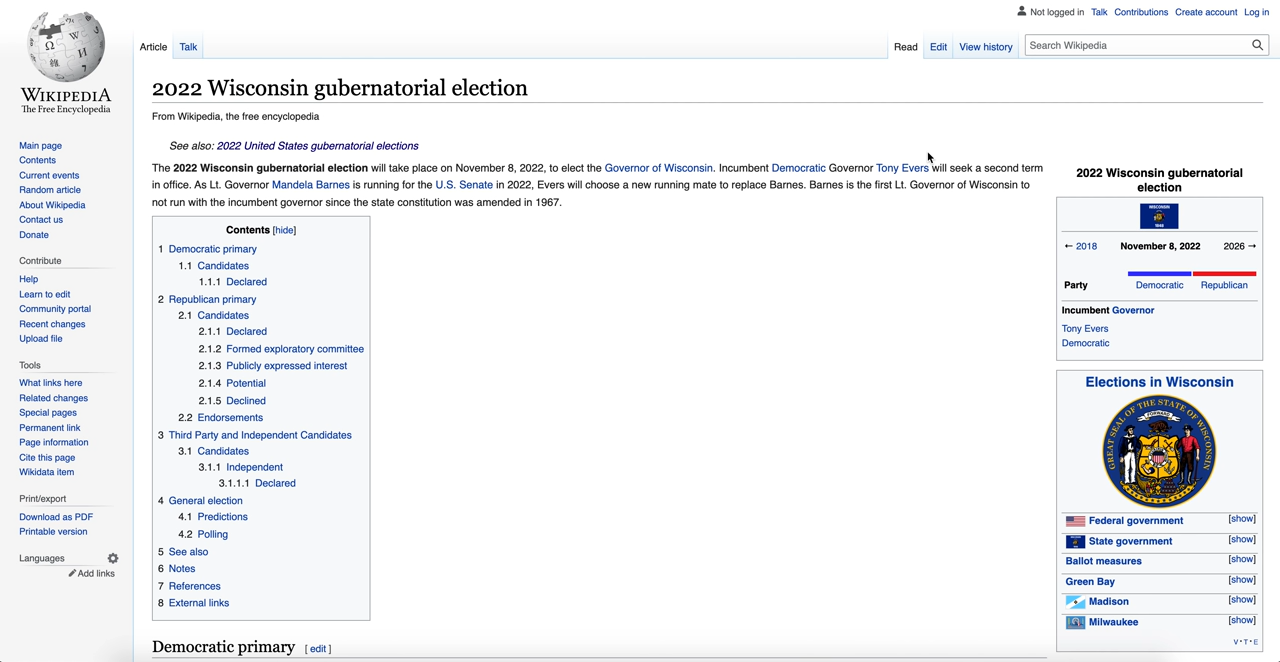 Not logged in Talk Contributions Create account Log in
Article Talk
Read Edit View history
Search Wikipedia
WIKIPEDIA
The Free Encyclopedia
Main page
Contents
Current events
Random article
About Wikipedia
Contact us
Donate
Contribute
Help
Learn to edit
Community portal
Recent changes
Upload file
Tools
What links here
Related changes
Special pages
Permanent link
Page information
Cite this page
Wikidata item
Print/export
Download as PDF
Printable version
Languages
Add links
2022 Wisconsin gubernatorial election
From Wikipedia, the free encyclopedia
See also: 2022 United States gubernatorial elections
The 2022 Wisconsin gubernatorial election will take place on November 8, 2022, to elect the Governor of Wisconsin. Incumbent Democratic Governor Tony Evers will seek a second term
in office. As Lt. Governor Mandela Barnes is running for the U.S. Senate in 2022, Evers will choose a new running mate to replace Barnes. Barnes is the first Lt. Governor of Wisconsin to
not run with the incumbent governor since the state constitution was amended in 1967.
Contents [hide]
1 Democratic primary
1.1 Candidates
1.1.1 Declared
2 Republican primary
2.1 Candidates
2.1.1 Declared
2.1.2 Formed exploratory committee
2.1.3 Publicly expressed interest
2.1.4 Potential
2.1.5 Declined
2.2 Endorsements
3 Third Party and Independent Candidates
3.1 Candidates
3.1.1 Independent
3.1.1.1 Declared
4 General election
4.1 Predictions
4.2 Polling
5 See also
6 Notes
7 References
8 External links
Democratic primary [ edit ]
2022 Wisconsin gubernatorial
election
WISCONSIN
1848
← 2018 November 8, 2022 2026 →
Party Democratic Republican
Incumbent Governor
Tony Evers
Democratic
Elections in Wisconsin
GREAT SEAL OF THE STATE OF WISCONSIN
FORWARD
Federal government [show]
State government [show]
Ballot measures [show]
Green Bay [show]
Madison [show]
Milwaukee [show]
V·T·E